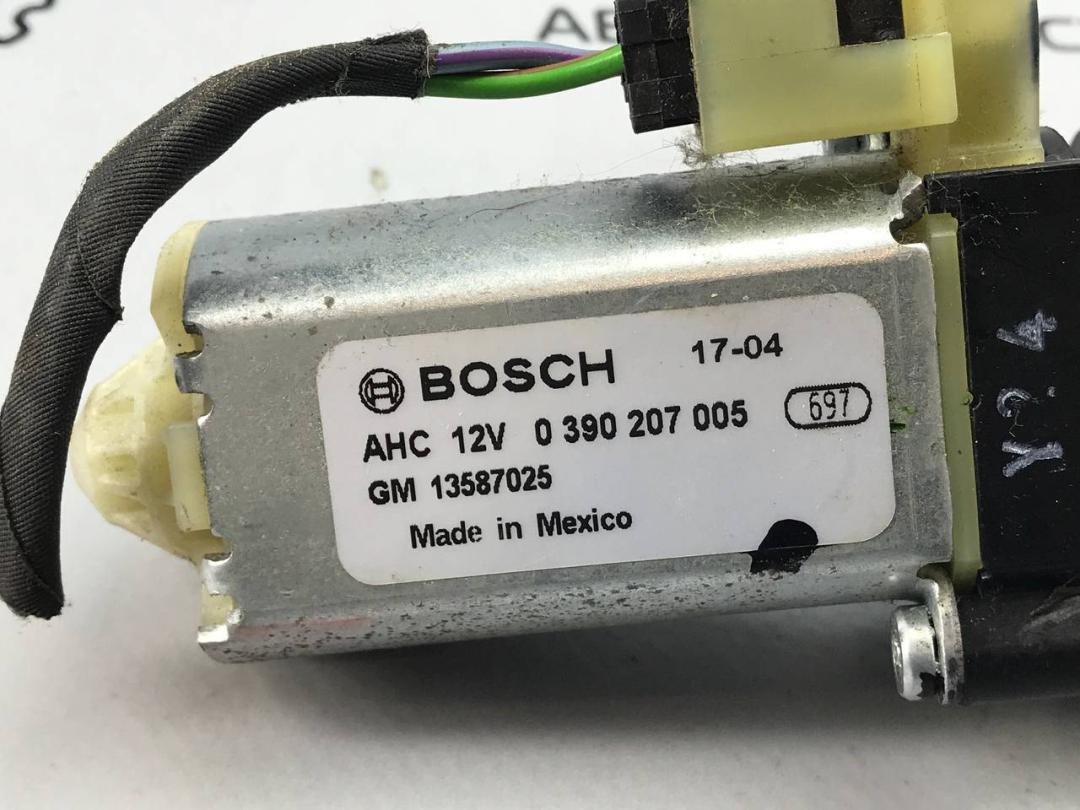 BOSCH 17-04
AHC 12V 0 390 207 005 697
GM 13587025
Made in Mexico